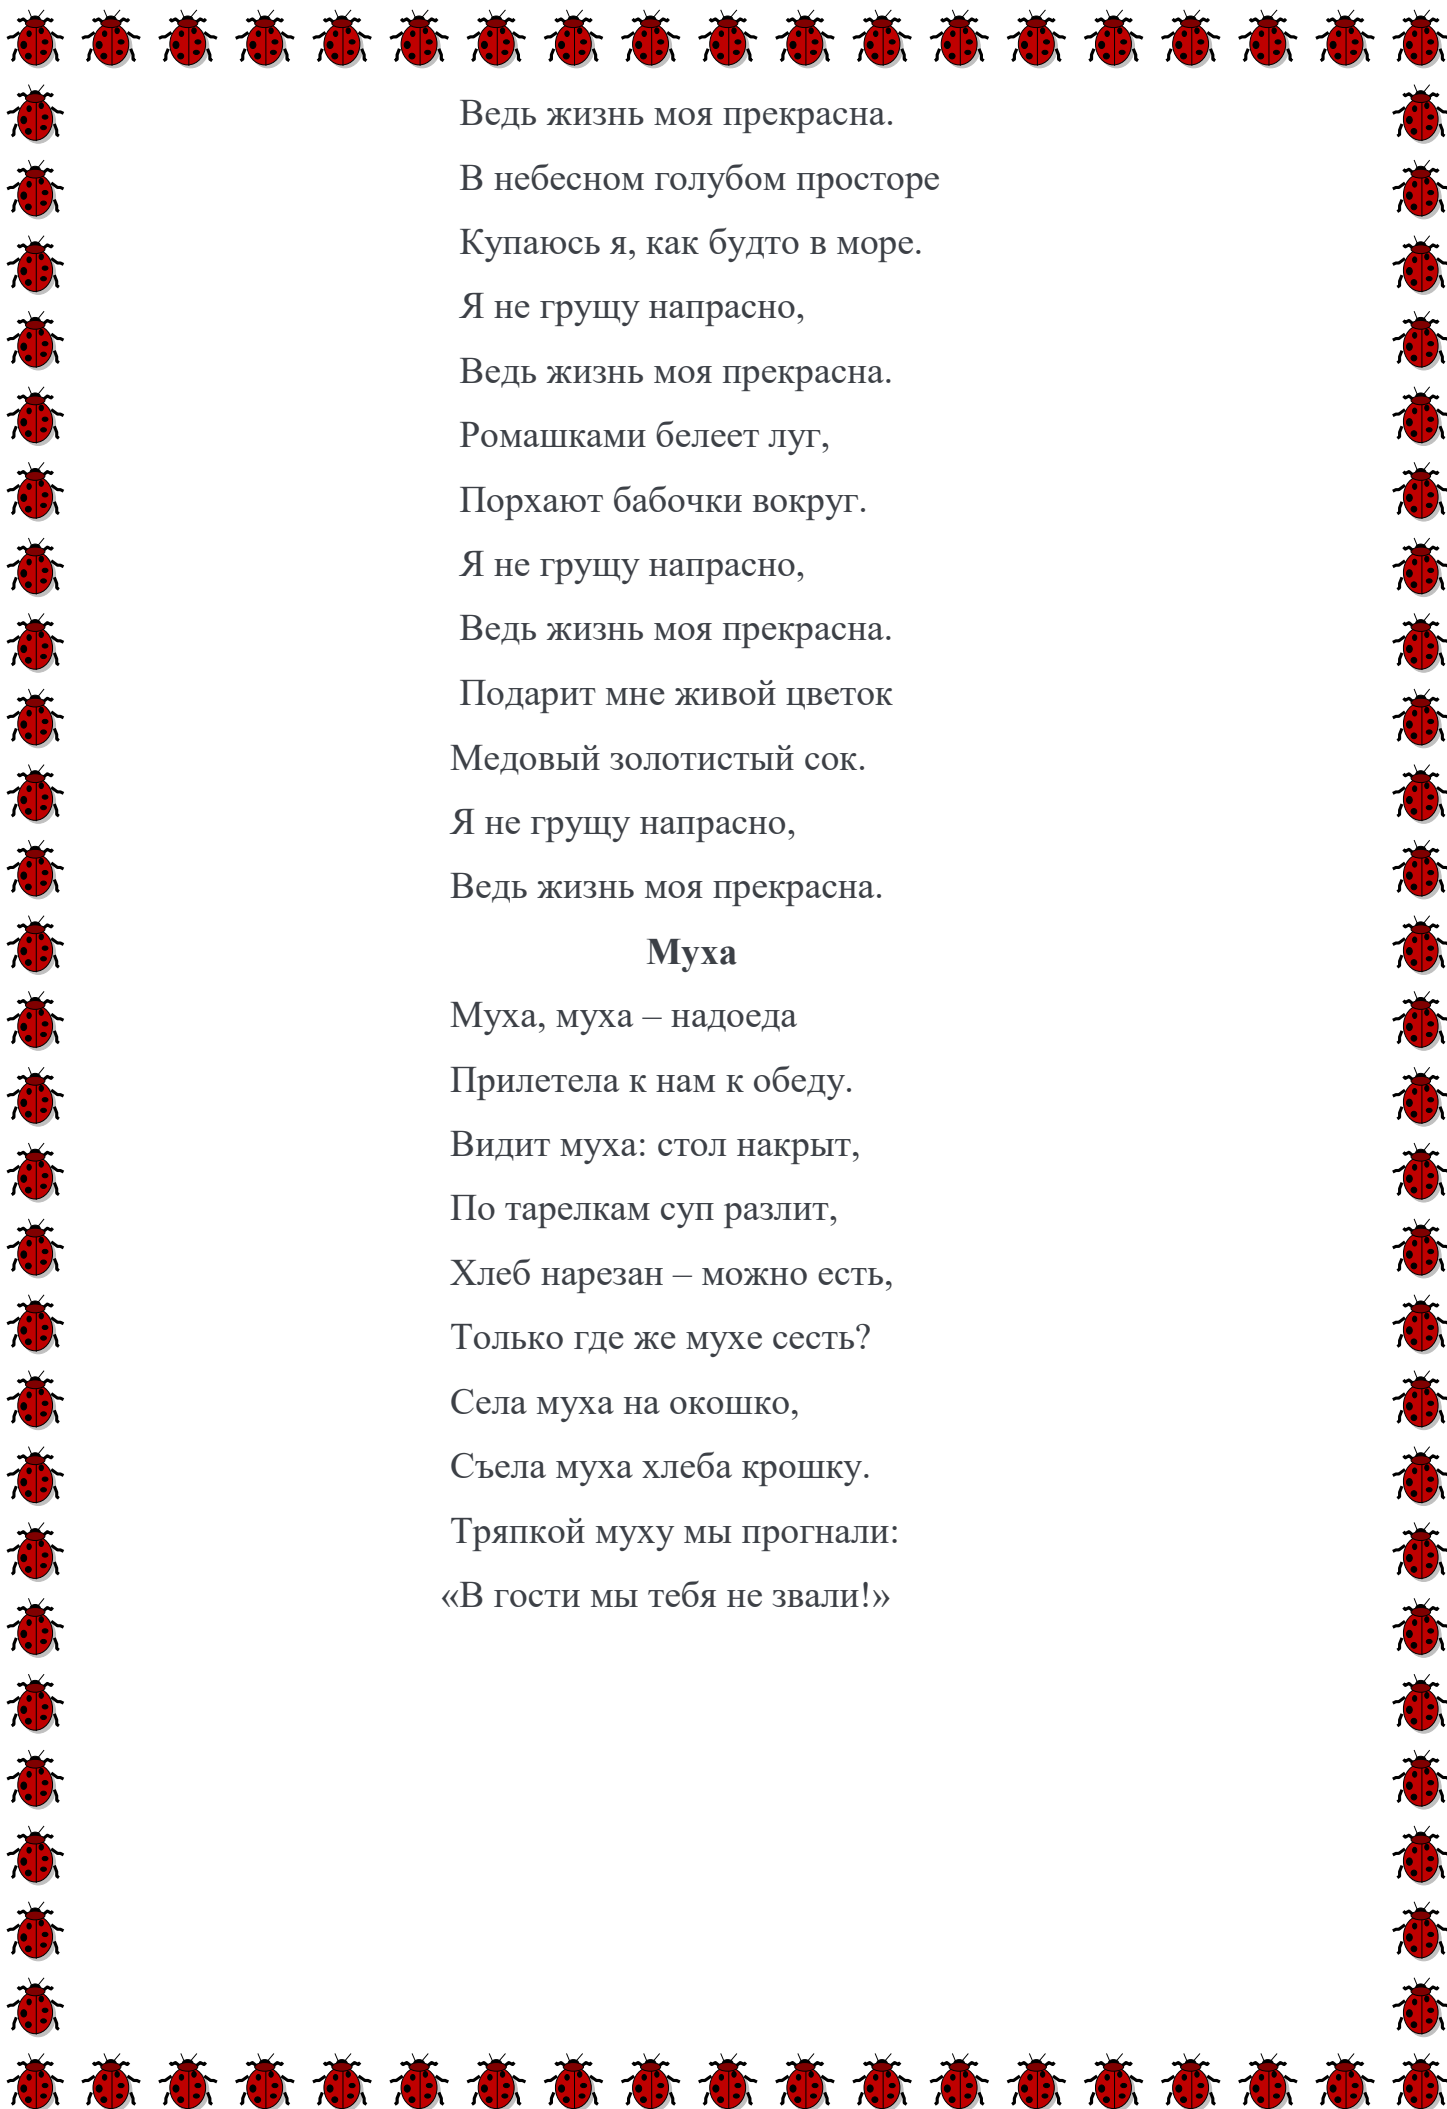 Ведь жизнь моя прекрасна.
В небесном голубом просторе
Купаюсь я, как будто в море.
Я не грущу напрасно,
Ведь жизнь моя прекрасна.
Ромашками белеет луг,
Порхают бабочки вокруг.
Я не грущу напрасно,
Ведь жизнь моя прекрасна.
Подарит мне живой цветок
Медовый золотистый сок.
Я не грущу напрасно,
Ведь жизнь моя прекрасна.
Муха
Муха, муха – надоеда
Прилетела к нам к обеду.
Видит муха: стол накрыт,
По тарелкам суп разлит,
Хлеб нарезан – можно есть,
Только где же мухе сесть?
Села муха на окошко,
Съела муха хлеба крошку.
Тряпкой муху мы прогнали:
«В гости мы тебя не звали!»